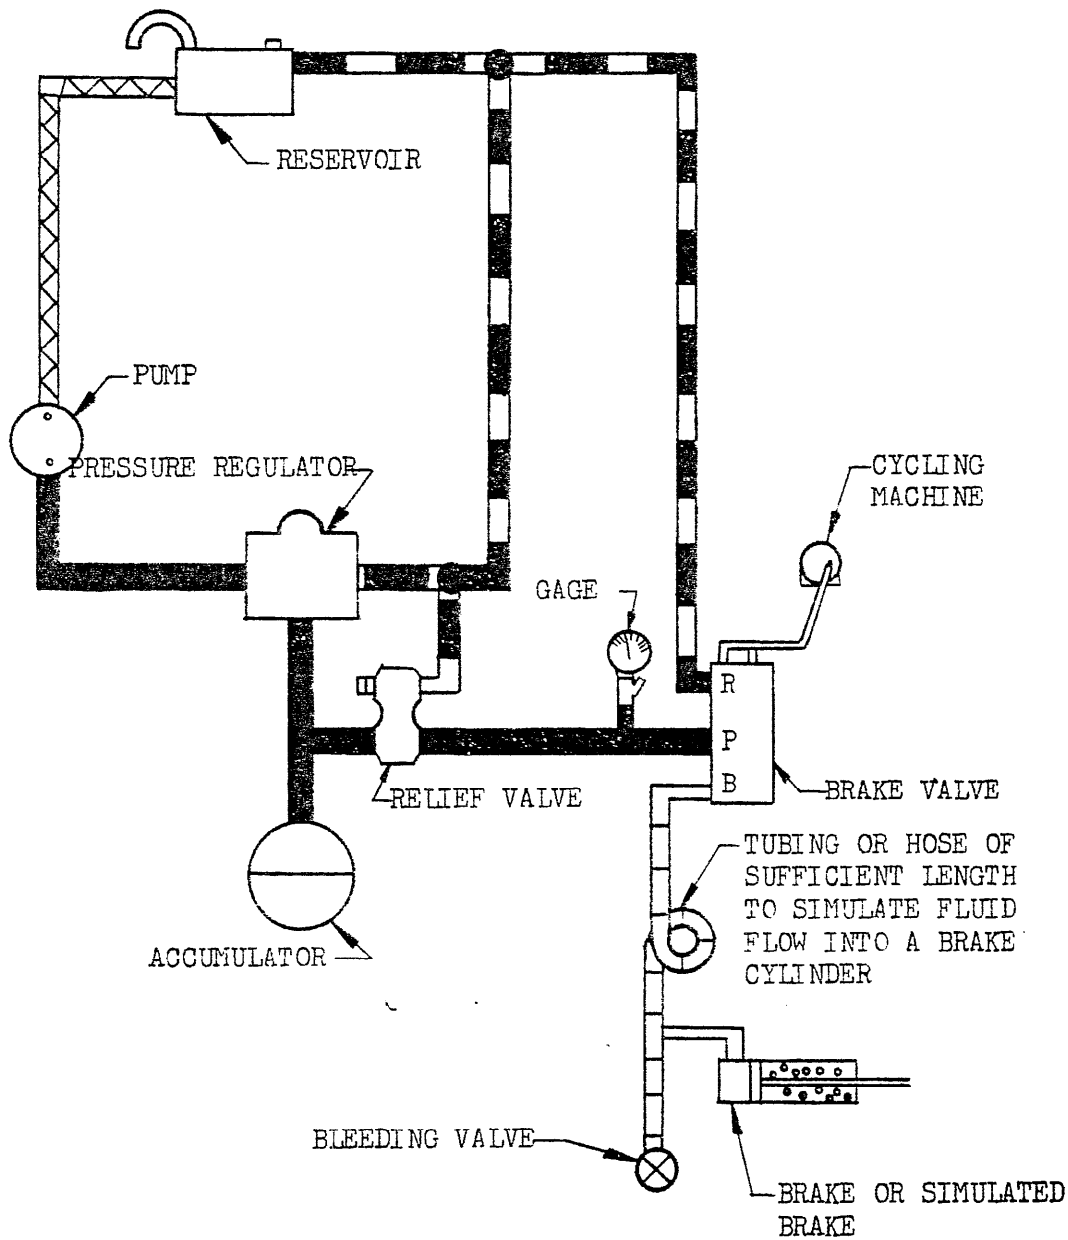 RESERVOIR
PUMP
PRESSURE REGULATOR
CYCLING
MACHINE
GAGE
R
P
B
RELIEF VALVE
BRAKE VALVE
TUBING OR HOSE OF
SUFFICIENT LENGTH
TO SIMULATE FLUID
FLOW INTO A BRAKE
CYLINDER
ACCUMULATOR
BLEEDING VALVE
BRAKE OR SIMULATED
BRAKE